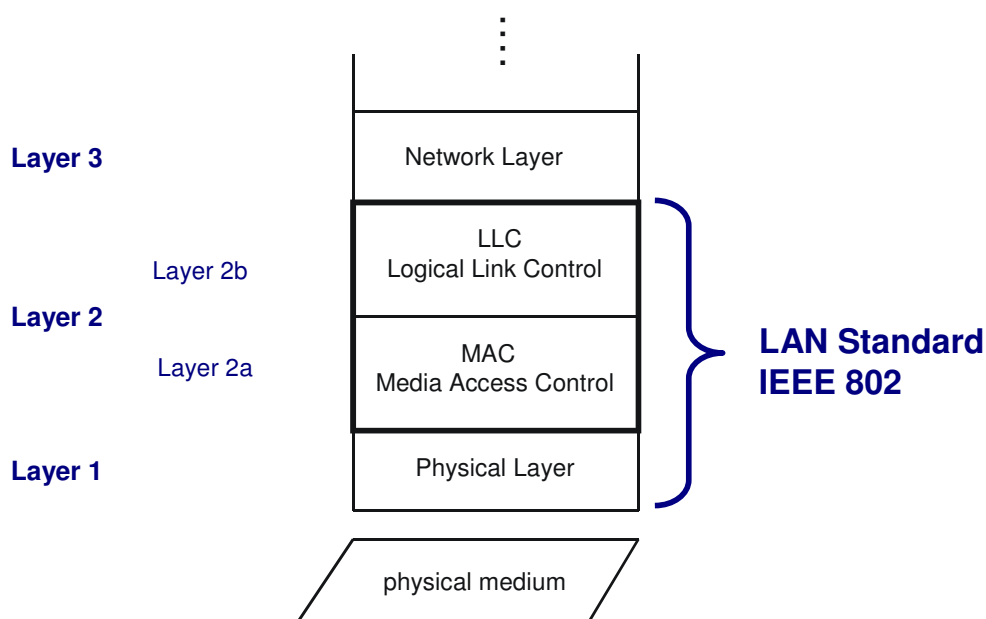 Layer 3
Network Layer
LLC
Logical Link Control
Layer 2b
Layer 2
MAC
Media Access Control
Layer 2a
LAN Standard
IEEE 802
Layer 1
Physical Layer
physical medium